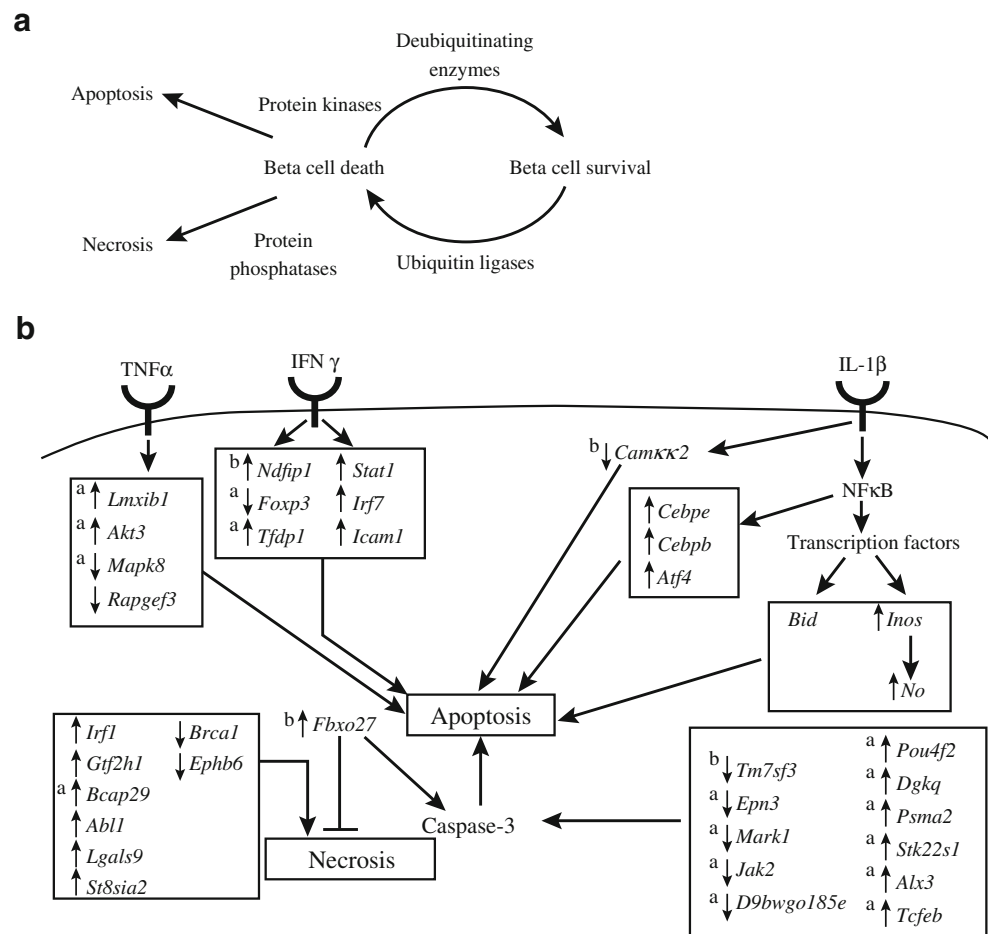 a
Deubiquitinating
enzymes
Apoptosis
Protein kinases
Beta cell death
Beta cell survival
Necrosis
Protein
phosphatases
Ubiquitin ligases
b
TNFα
IFN γ
IL-1β
a ↑ Lmxib1
a ↑ Akt3
a ↓ Mapk8
↓ Rapgef3
b ↑ Ndfip1
a ↓ Foxp3
a ↑ Tfdp1
↑ Stat1
↑ Irf7
↑ Icam1
b ↓ Camκκ2
NFκB
↑ Cebpe
↑ Cebpb
↑ Atf4
Transcription factors
Bid
↑ Inos
↑ No
Apoptosis
↑ Irf1
↑ Gtf2h1
a ↑ Bcap29
↑ Abl1
↑ Lgals9
↑ St8sia2
↓ Brca1
↓ Ephb6
b ↑ Fbxo27
Caspase-3
Necrosis
b ↓ Tm7sf3
a ↓ Epn3
a ↓ Mark1
a ↓ Jak2
a ↓ D9bwgo185e
a ↑ Pou4f2
a ↑ Dgkq
a ↑ Psma2
a ↑ Stk22s1
a ↑ Alx3
a ↑ Tcfeb